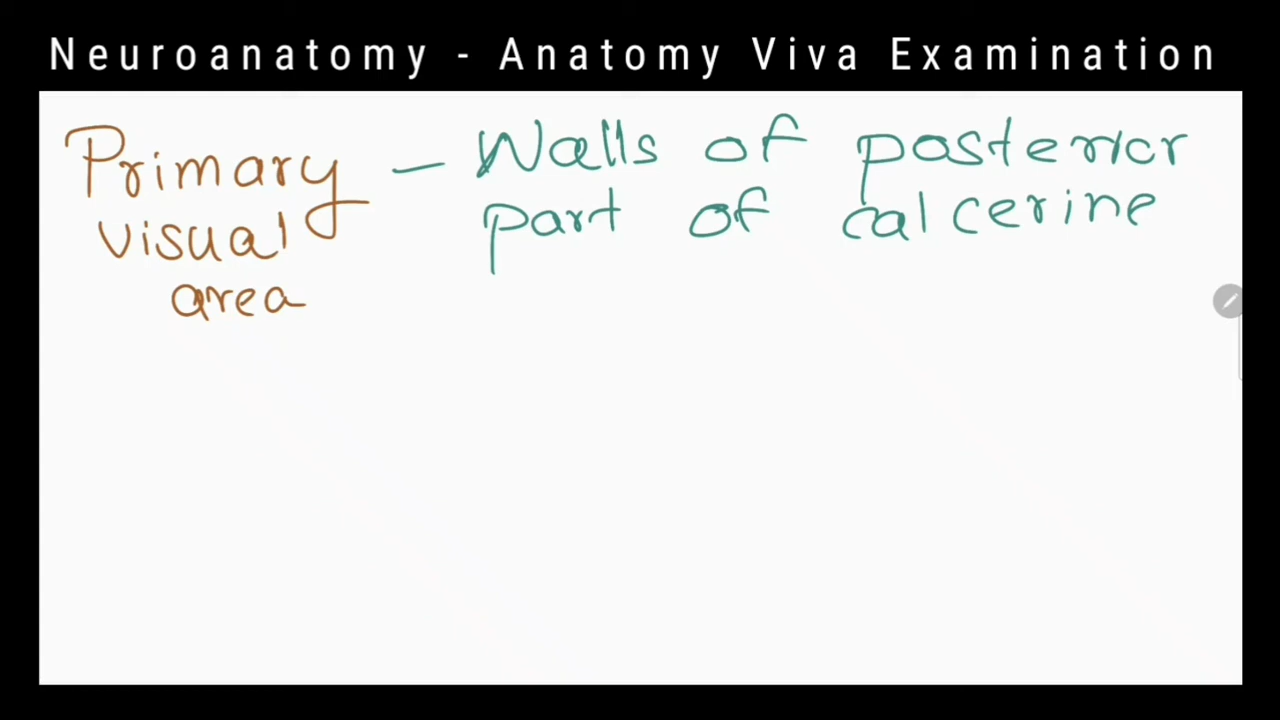 Neuroanatomy - Anatomy Viva Examination
Primary - Walls of posterior
visual part of calcerine
area